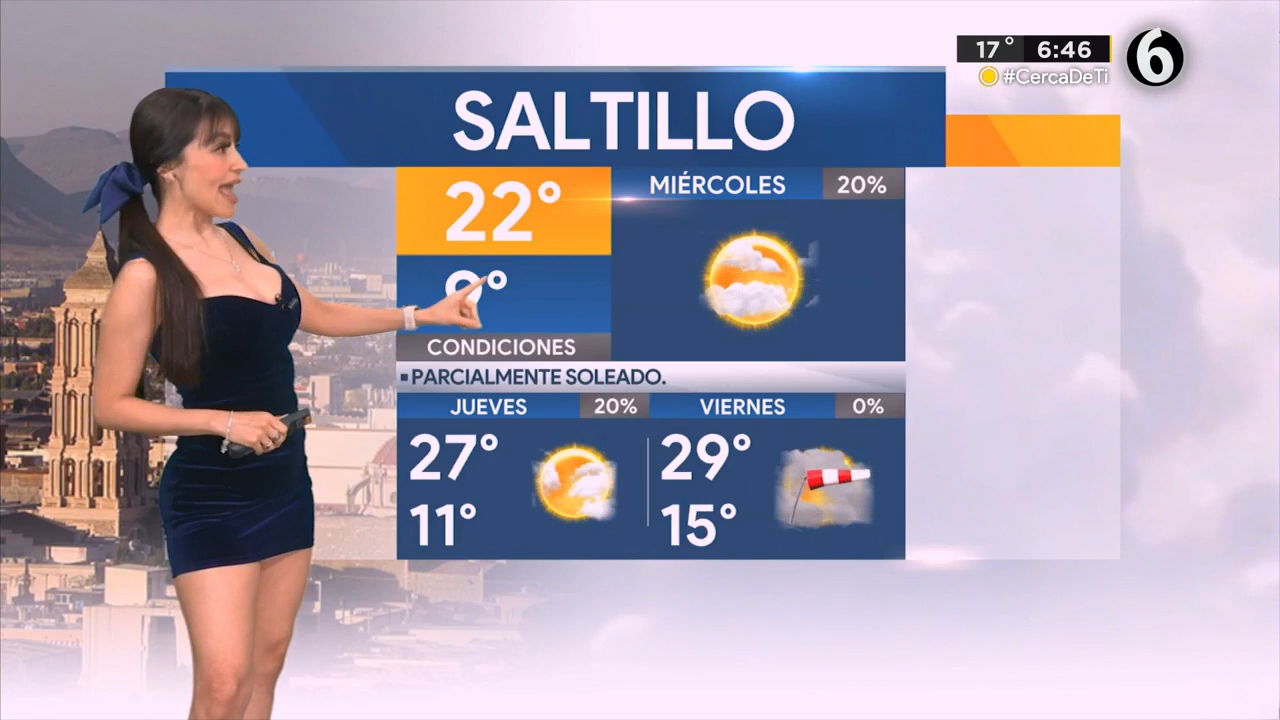 17° 6:46
#CercaDeTi
6
SALTILLO
22°
MIÉRCOLES 20%
9°
CONDICIONES
PARCIALMENTE SOLEADO.
JUEVES 20%
VIERNES 0%
27°
29°
11°
15°